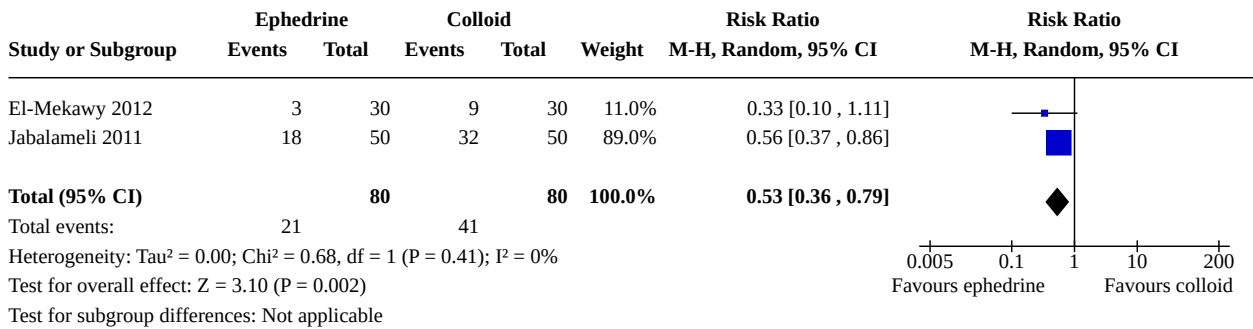 Ephedrine Colloid Risk Ratio Risk Ratio
Study or Subgroup Events Total Events Total Weight M-H, Random, 95% CI M-H, Random, 95% CI
El-Mekawy 2012 3 30 9 30 11.0% 0.33 [0.10 , 1.11]
Jabalameli 2011 18 50 32 50 89.0% 0.56 [0.37 , 0.86]
Total (95% CI) 80 80 100.0% 0.53 [0.36 , 0.79]
Total events: 21 41
Heterogeneity: Tau² = 0.00; Chi² = 0.68, df = 1 (P = 0.41); I² = 0%
0.005 0.1 1 10 200
Test for overall effect: Z = 3.10 (P = 0.002)
Favours ephedrine Favours colloid
Test for subgroup differences: Not applicable